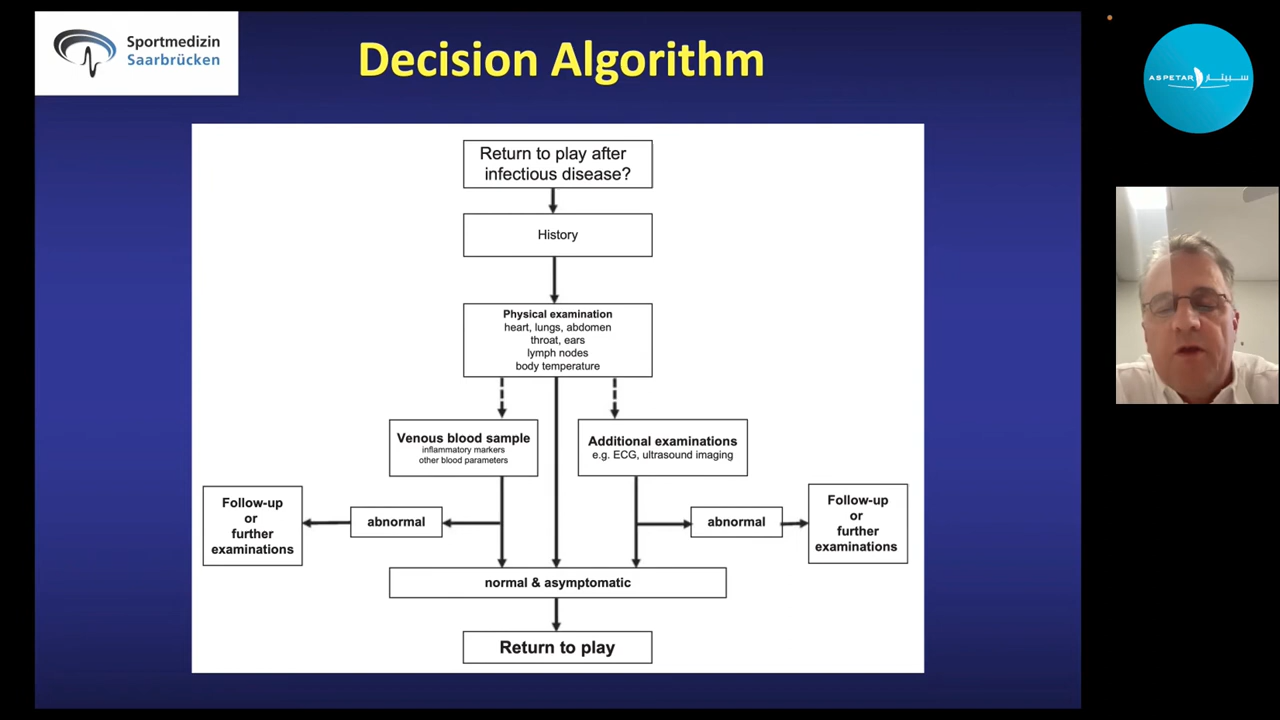 Sportmedizin
Saarbrücken
Decision Algorithm
ASPETAR سبيتار
Return to play after
infectious disease?
History
Physical examination
heart, lungs, abdomen
throat, ears
lymph nodes
body temperature
Venous blood sample
inflammatory markers
other blood parameters
Additional examinations
e.g. ECG, ultrasound imaging
Follow-up
or
further
examinations
abnormal
abnormal
Follow-up
or
further
examinations
normal & asymptomatic
Return to play